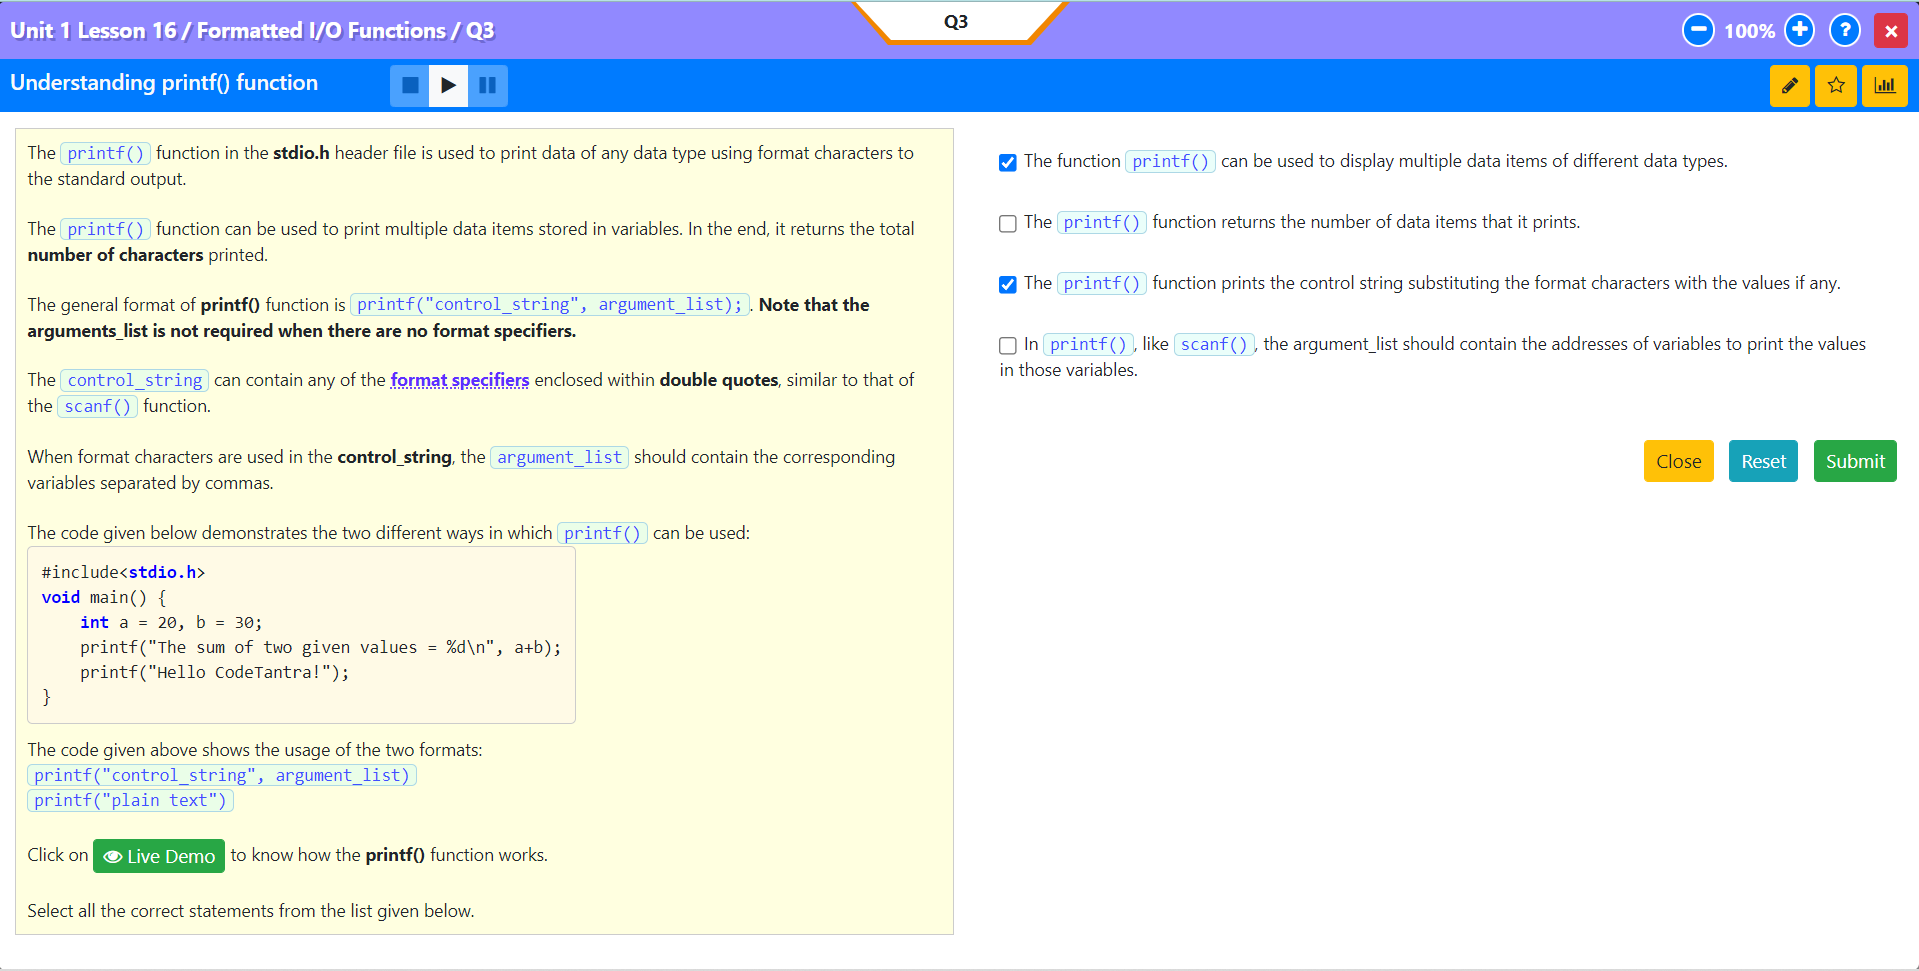 Unit 1 Lesson 16 / Formatted I/O Functions / Q3
Q3
100%
?
Understanding printf() function
The printf() function in the stdio.h header file is used to print data of any data type using format characters to
the standard output.
The printf() function can be used to print multiple data items stored in variables. In the end, it returns the total
number of characters printed.
The general format of printf() function is printf("control_string", argument_list);. Note that the
arguments_list is not required when there are no format specifiers.
The control_string can contain any of the format specifiers enclosed within double quotes, similar to that of
the scanf() function.
When format characters are used in the control_string, the argument_list should contain the corresponding
variables separated by commas.
The code given below demonstrates the two different ways in which printf() can be used:
#include<stdio.h>
void main() {
    int a = 20, b = 30;
    printf("The sum of two given values = %d\n", a+b);
    printf("Hello CodeTantra!");
}
The code given above shows the usage of the two formats:
printf("control_string", argument_list)
printf("plain text")
Click on Live Demo to know how the printf() function works.
Select all the correct statements from the list given below.
The function printf() can be used to display multiple data items of different data types.
The printf() function returns the number of data items that it prints.
The printf() function prints the control string substituting the format characters with the values if any.
In printf(), like scanf(), the argument_list should contain the addresses of variables to print the values
in those variables.
Close
Reset
Submit